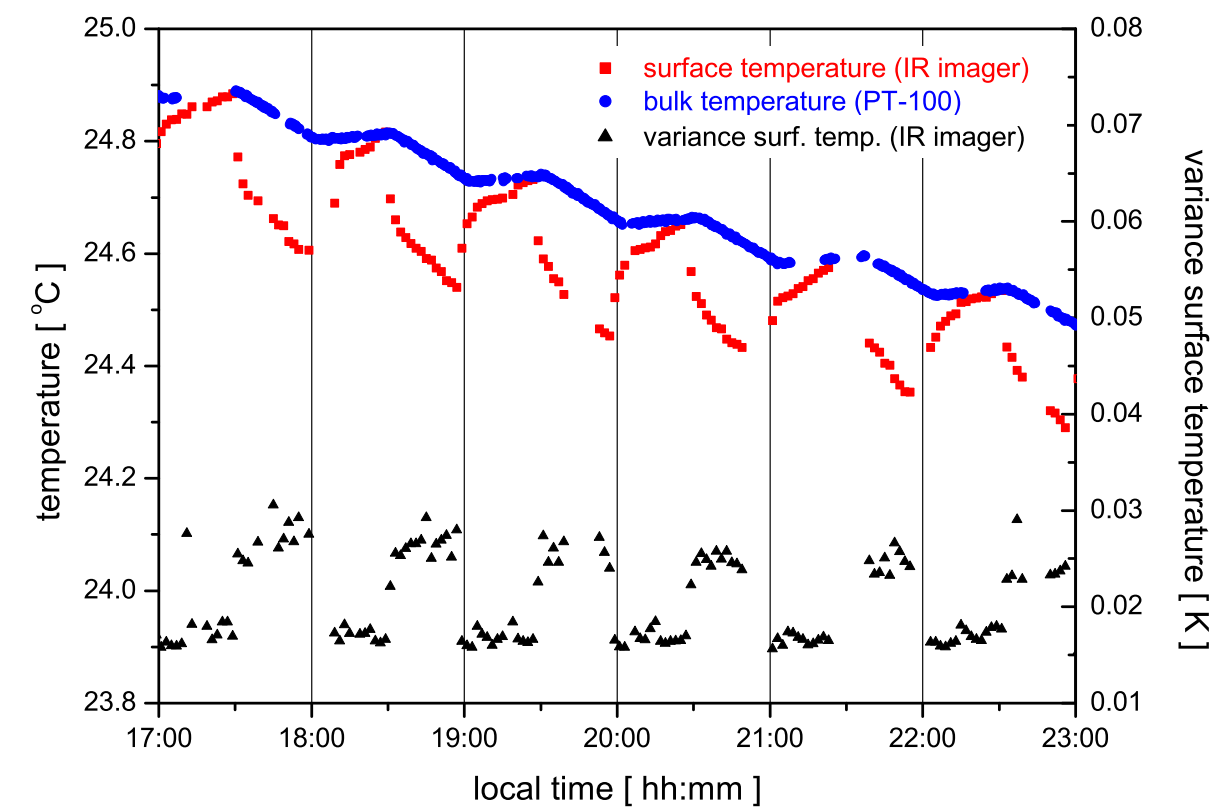 surface temperature (IR imager)
bulk temperature (PT-100)
variance surf. temp. (IR imager)
25.0
24.8
24.6
24.4
24.2
24.0
23.8
temperature [ °C ]
0.08
0.07
0.06
0.05
0.04
0.03
0.02
0.01
variance surface temperature [ K ]
17:00 18:00 19:00 20:00 21:00 22:00 23:00
local time [ hh:mm ]